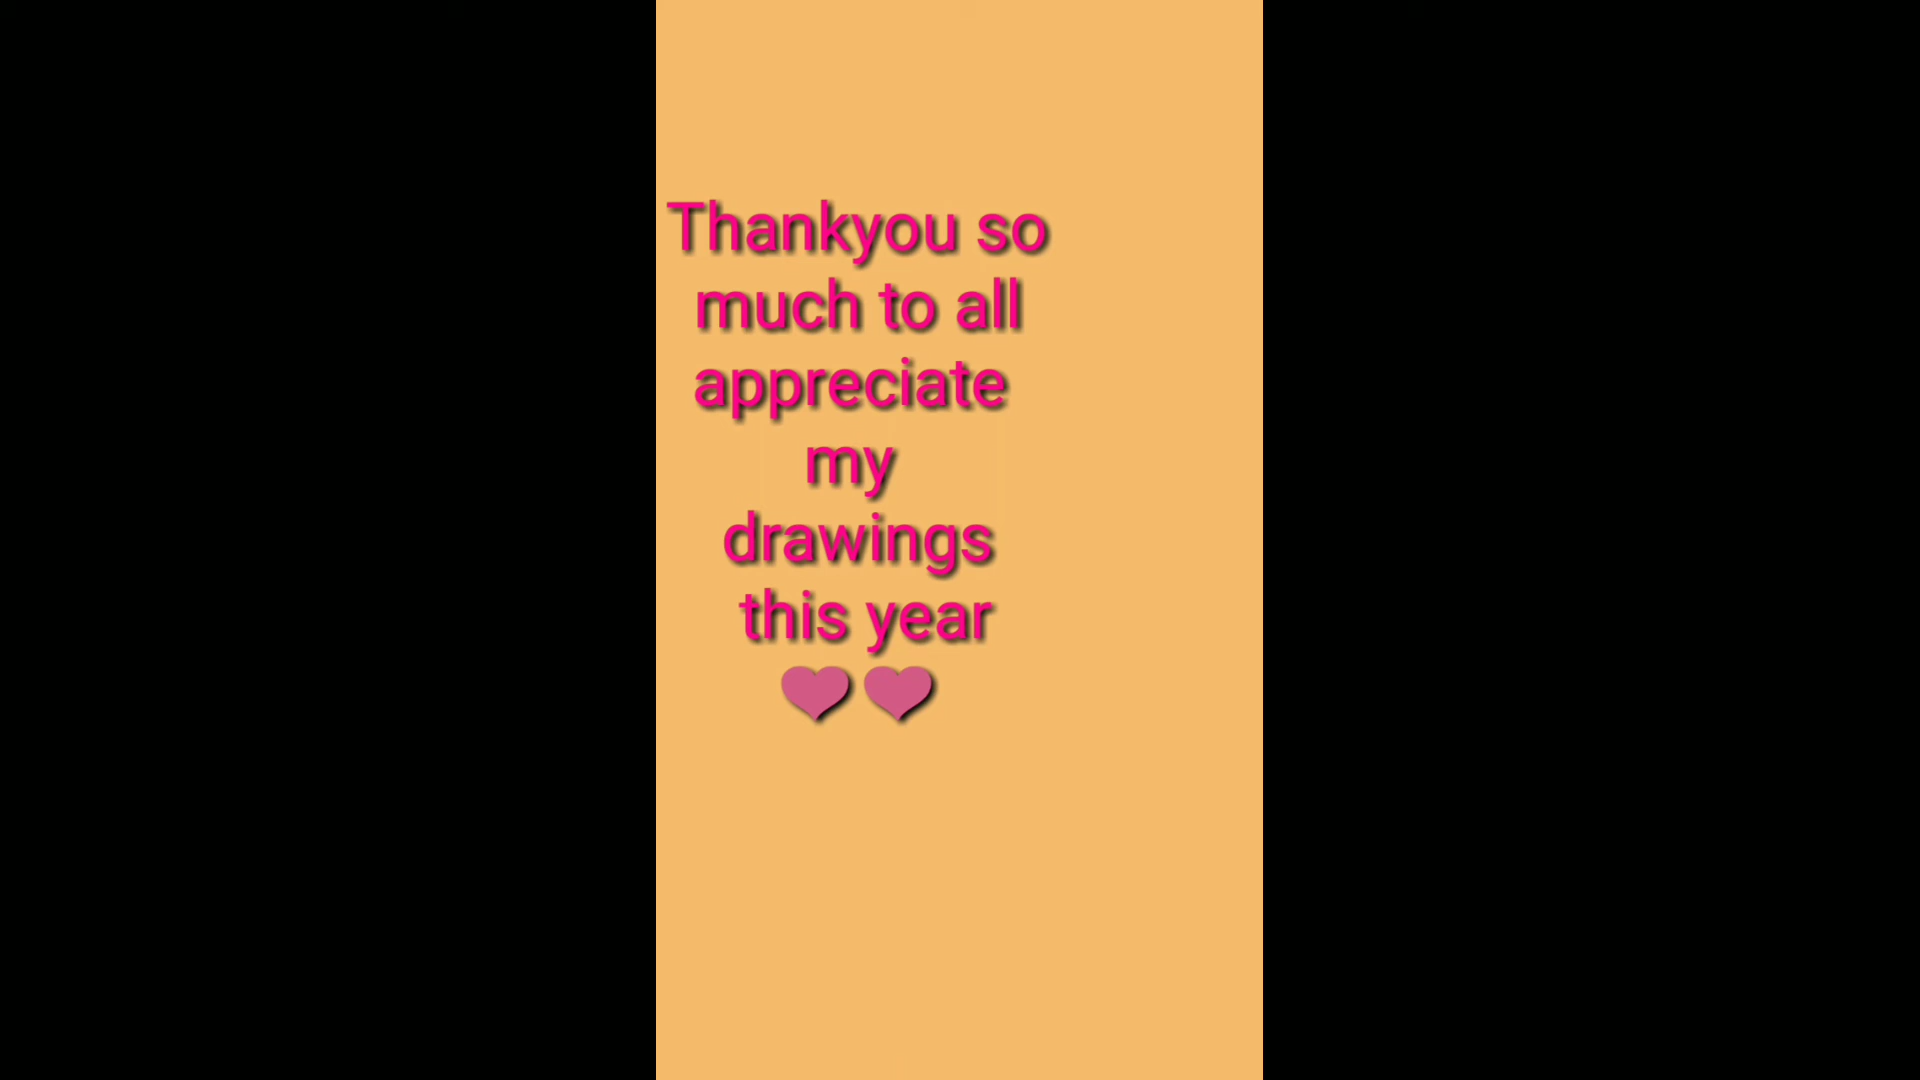 Thankyou so
much to all
appreciate
my
drawings
this year
❤❤